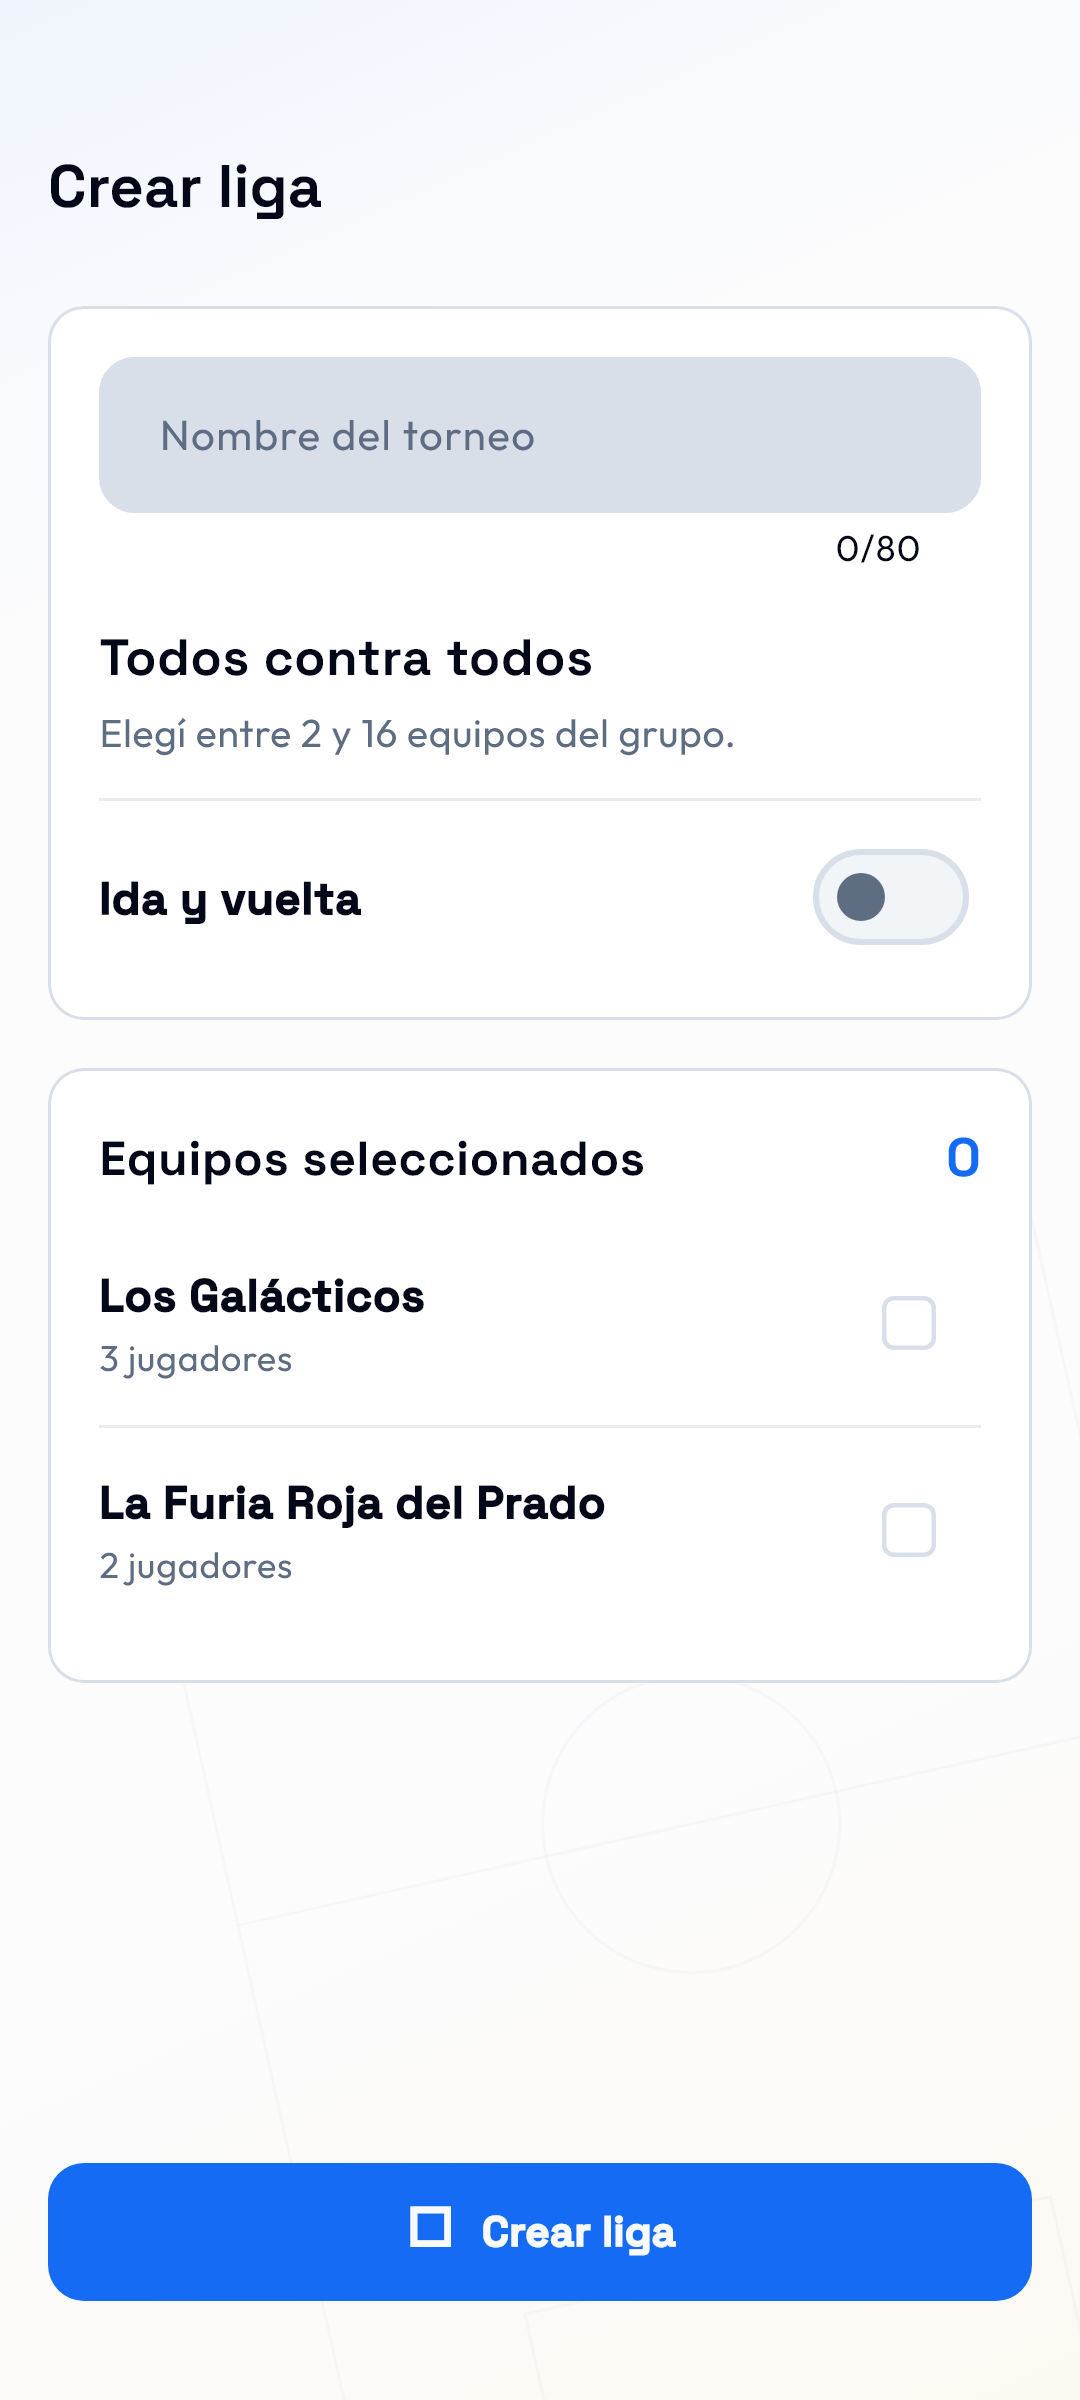 Crear liga
Nombre del torneo
0/80
Todos contra todos
Elegí entre 2 y 16 equipos del grupo.
Ida y vuelta
Equipos seleccionados
0
Los Galácticos
3 jugadores
La Furia Roja del Prado
2 jugadores
Crear liga